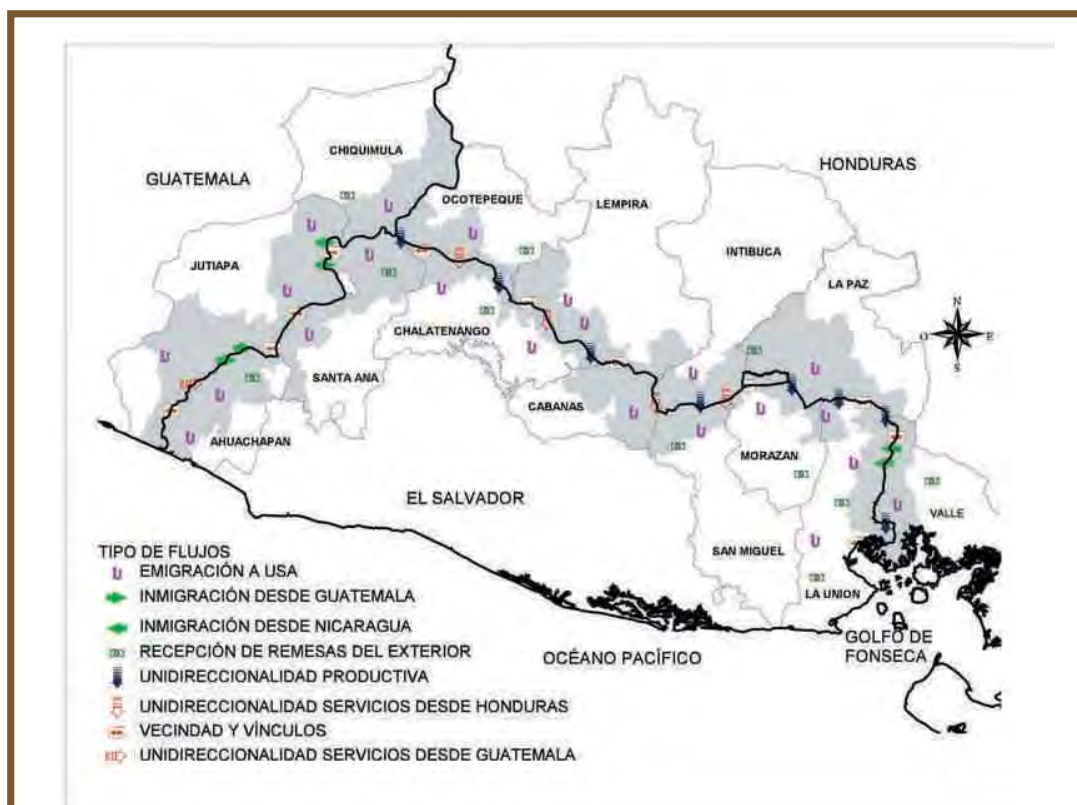 CHIQUIMULA
GUATEMALA
HONDURAS
OCOTEPEQUE
LEMPIRA
JUTIAPA
INTIBUCA
LA PAZ
N
O
E
S
CHALATENANGO
SANTA ANA
CABANAS
AHUACHAPAN
MORAZAN
EL SALVADOR
VALLE
SAN MIGUEL
LA UNION
GOLFO DE
FONSECA
OCÉANO PACÍFICO
TIPO DE FLUJOS
EMIGRACIÓN A USA
INMIGRACIÓN DESDE GUATEMALA
INMIGRACIÓN DESDE NICARAGUA
RECEPCIÓN DE REMESAS DEL EXTERIOR
UNIDIRECCIONALIDAD PRODUCTIVA
UNIDIRECCIONALIDAD SERVICIOS DESDE HONDURAS
VECINDAD Y VÍNCULOS
UNIDIRECCIONALIDAD SERVICIOS DESDE GUATEMALA